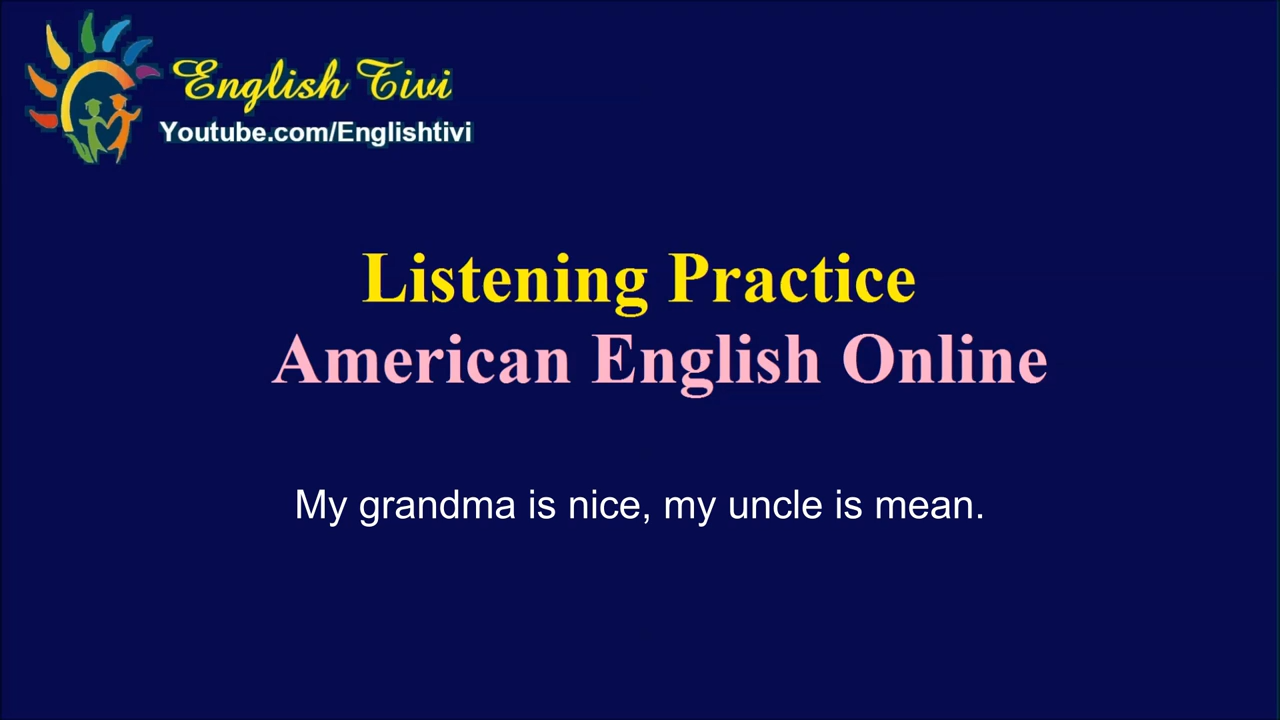 English Tivi
Youtube.com/Englishtivi
Listening Practice
American English Online
My grandma is nice, my uncle is mean.